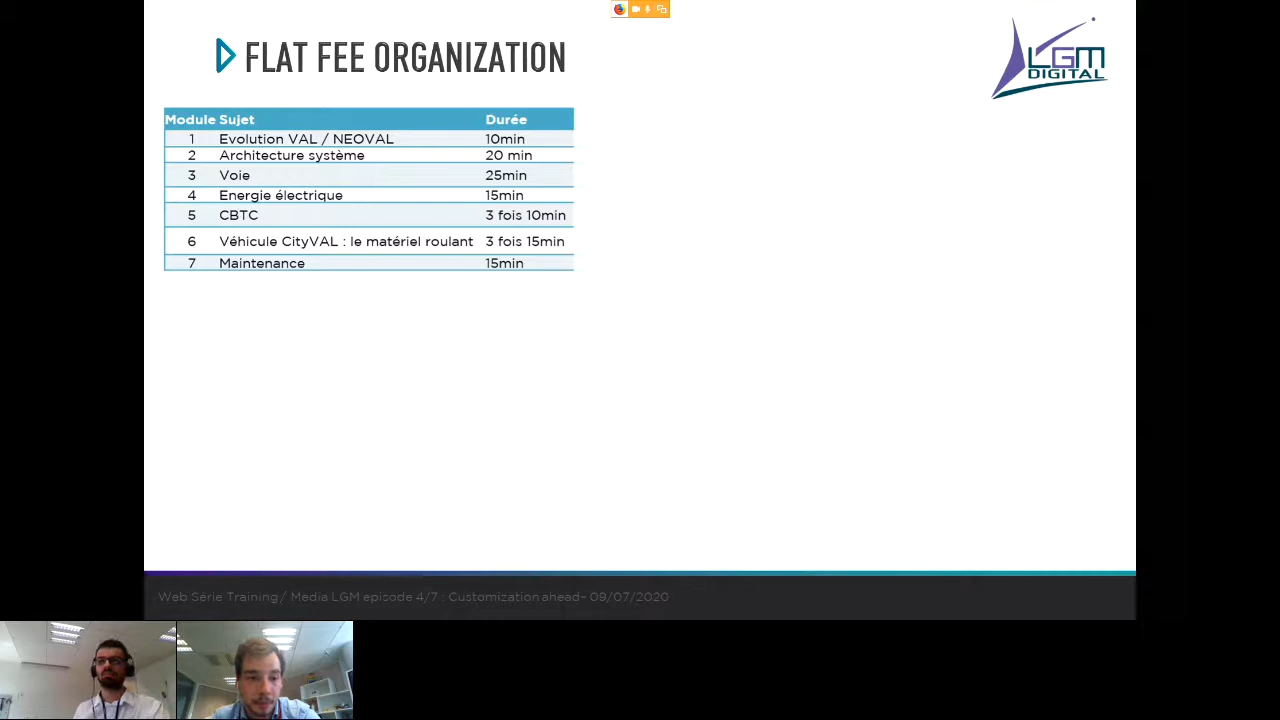 FLAT FEE ORGANIZATION
LGM
DIGITAL
Module Sujet Durée
1 Evolution VAL / NEOVAL 10min
2 Architecture système 20 min
3 Voie 25min
4 Energie électrique 15min
5 CBTC 3 fois 10min
6 Véhicule CityVAL : le matériel roulant 3 fois 15min
7 Maintenance 15min
Web Série Training/ Media LGM episode 4/7 : Customization ahead– 09/07/2020